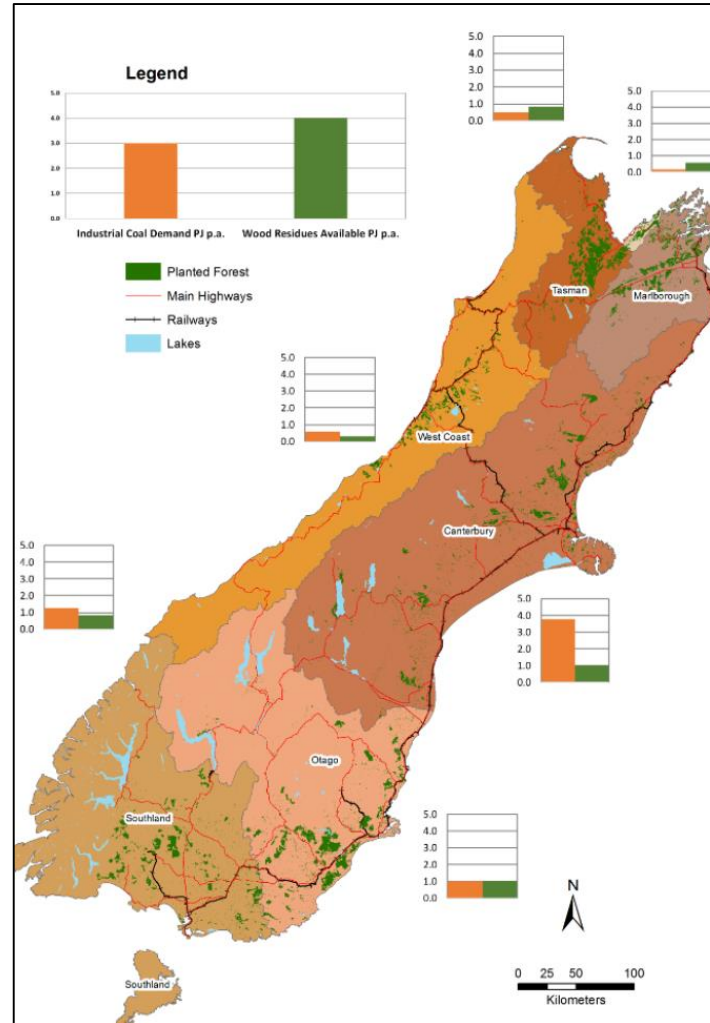 Legend
5.0
4.0
3.0
2.0
1.0
0.0
Industrial Coal Demand PJ p.a.
Wood Residues Available PJ p.a.
Planted Forest
Main Highways
Railways
Lakes
5.0
4.0
3.0
2.0
1.0
0.0
5.0
4.0
3.0
2.0
1.0
0.0
Tasman
Marlborough
5.0
4.0
3.0
2.0
1.0
0.0
West Coast
Canterbury
5.0
4.0
3.0
2.0
1.0
0.0
5.0
4.0
3.0
2.0
1.0
0.0
Otago
Southland
5.0
4.0
3.0
2.0
1.0
0.0
N
Southland
0 25 50 100
Kilometers